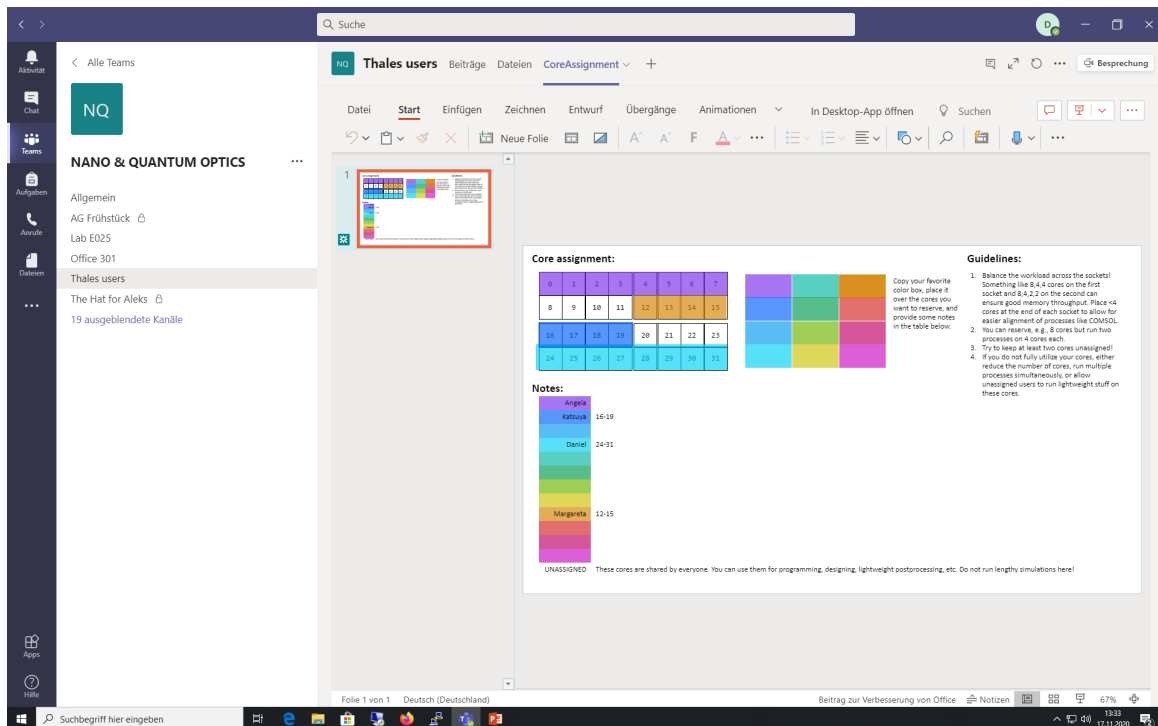 Suche
D
Aktivität
Chat
Teams
Aufgaben
Anrufe
Dateien
Apps
Hilfe
Alle Teams
NQ
NANO & QUANTUM OPTICS
Allgemein
AG Frühstück
Lab E025
Office 301
Thales users
The Hat for Aleks
19 ausgeblendete Kanäle
NQ Thales users Beiträge Dateien CoreAssignment
Besprechung
Datei Start Einfügen Zeichnen Entwurf Übergänge Animationen In Desktop-App öffnen Suchen
Neue Folie A A F A
1
Core assignment:
0 1 2 3 4 5 6 7
8 9 10 11 12 13 14 15
16 17 18 19 20 21 22 23
24 25 26 27 28 29 30 31
Copy your favorite
color box, place it
over the cores you
want to reserve, and
provide some notes
in the table below.
Guidelines:
1. Balance the workload across the sockets!
Something like 8,4,4 cores on the first
socket and 8,4,2,2 on the second can
ensure good memory throughput. Place <4
cores at the end of each socket to allow for
easier alignment of processes like COMSOL.
2. You can reserve, e.g., 8 cores but run two
processes on 4 cores each.
3. Try to keep at least two cores unassigned!
4. If you do not fully utilize your cores, either
reduce the number of cores, run multiple
processes simultaneously, or allow
unassigned users to run lightweight stuff on
these cores.
Notes:
Angela
Katsuya 16-19
Daniel 24-31
Margareta 12-15
UNASSIGNED These cores are shared by everyone. You can use them for programming, designing, lightweight postprocessing, etc. Do not run lengthy simulations here!
Folie 1 von 1 Deutsch (Deutschland)
Beitrag zur Verbesserung von Office Notizen 67%
Suchbegriff hier eingeben
13:33
17.11.2020